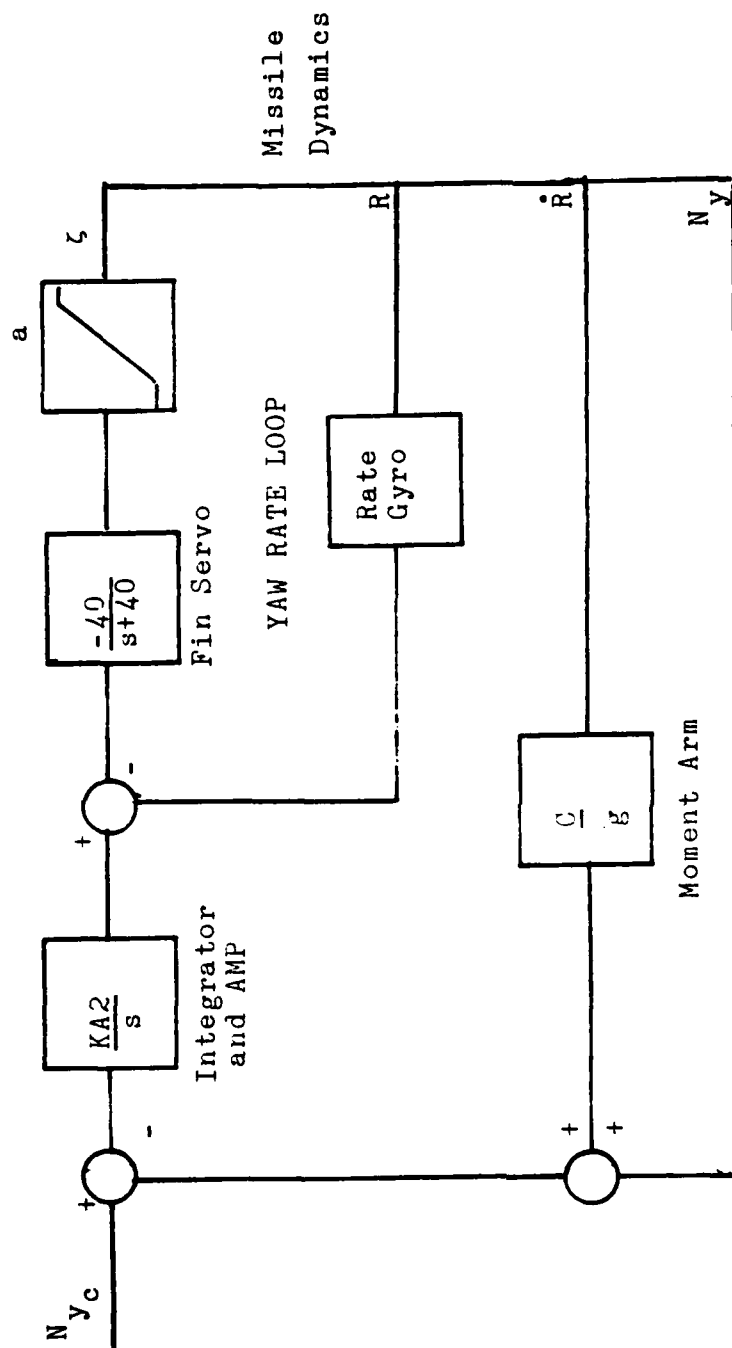 N y c
+
-
KA2
s
Integrator
and AMP
+
-
-40
s+40
Fin Servo
a
ζ
Missile
Dynamics
YAW RATE LOOP
Rate
Gyro
R
Ṙ
C
g
Moment Arm
+
+
N y